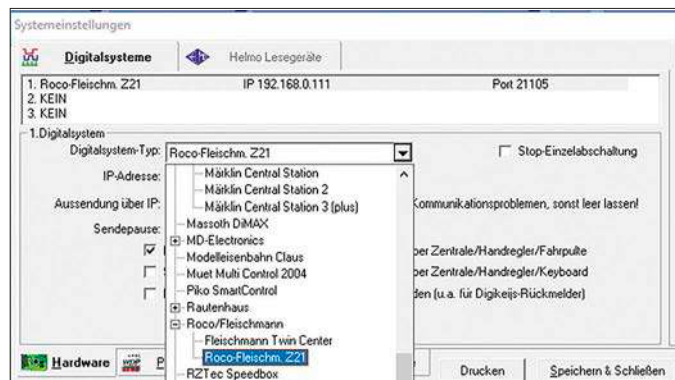 Systemeinstellungen
Digitalsysteme
Helmo Lesegeräte
1. Roco-Fleischm. Z21 IP 192.168.0.111 Port 21105
2. KEIN
3. KEIN
1.Digitalsystem
Digitalsystem-Typ: Roco-Fleischm. Z21
Stop-Einzelabschaltung
IP-Adresse:
Märklin Central Station
Märklin Central Station 2
Aussendung über IP:
Märklin Central Station 3 (plus)
Kommunikationsproblemen, sonst leer lassen!
Sendepause:
Massoth DiMAX
MD-Electronics
per Zentrale/Handregler/Fahrpulte
Modelleisenbahn Claus
Muet Multi Control 2004
per Zentrale/Handregler/Keyboard
Piko SmartControl
den (u.a. für Digikeijs-Rückmelder)
Rautenhaus
Roco/Fleischmann
Fleischmann Twin Center
Roco-Fleischm. Z21
RZTec Speedbox
Hardware
Drucken
Speichern & Schließen